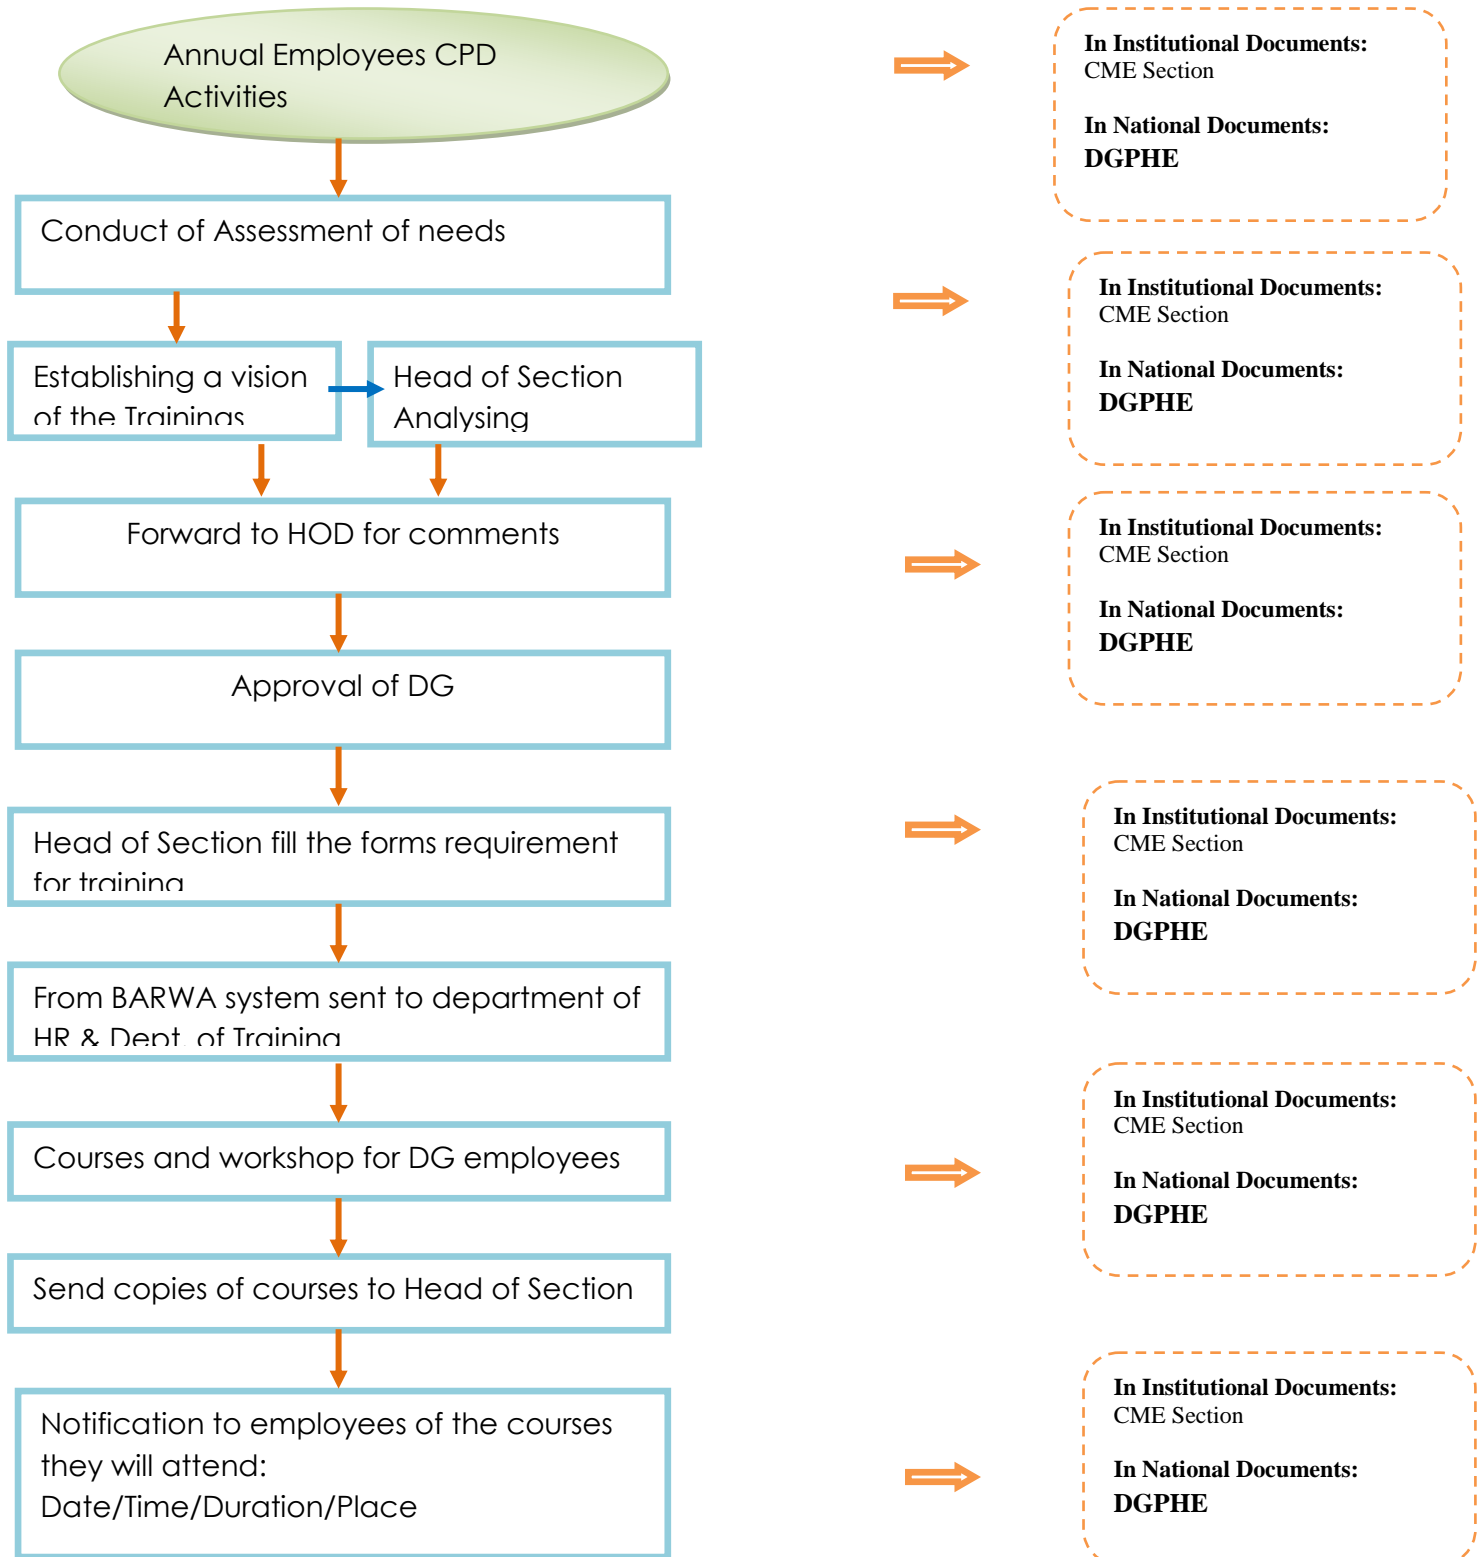 Annual Employees CPD
Activities
In Institutional Documents:
CME Section
In National Documents:
DGPHE
Conduct of Assessment of needs
In Institutional Documents:
CME Section
In National Documents:
DGPHE
Establishing a vision
of the Trainings
Head of Section
Analysing
Forward to HOD for comments
In Institutional Documents:
CME Section
In National Documents:
DGPHE
Approval of DG
Head of Section fill the forms requirement
for training
In Institutional Documents:
CME Section
In National Documents:
DGPHE
From BARWA system sent to department of
HR & Dept. of Training
Courses and workshop for DG employees
In Institutional Documents:
CME Section
In National Documents:
DGPHE
Send copies of courses to Head of Section
Notification to employees of the courses
they will attend:
Date/Time/Duration/Place
In Institutional Documents:
CME Section
In National Documents:
DGPHE